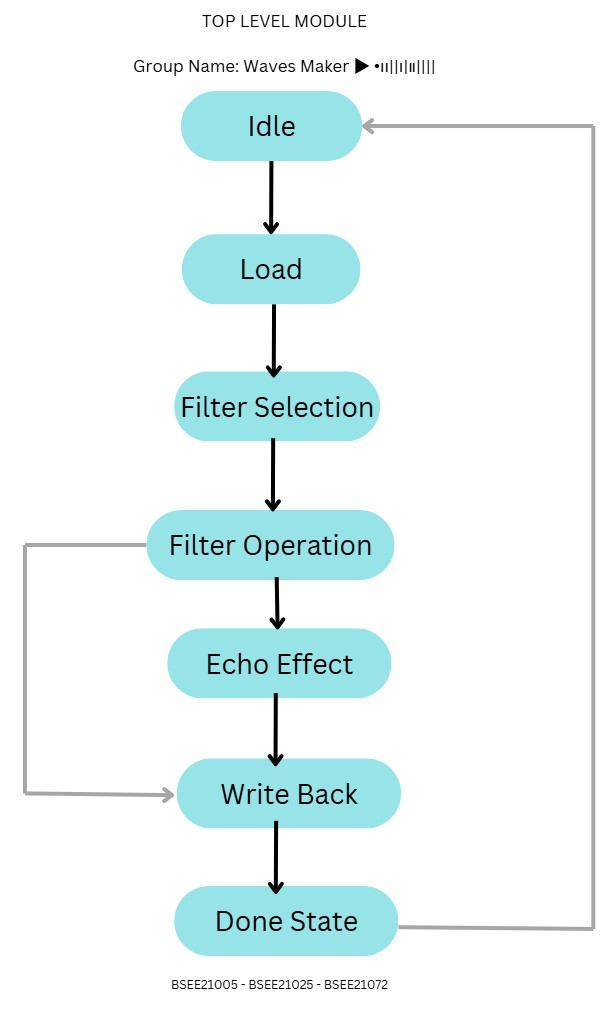 TOP LEVEL MODULE
Group Name: Waves Maker ▶ •ıı||ı|ıı||||
Idle
Load
Filter Selection
Filter Operation
Echo Effect
Write Back
Done State
BSEE21005 - BSEE21025 - BSEE21072